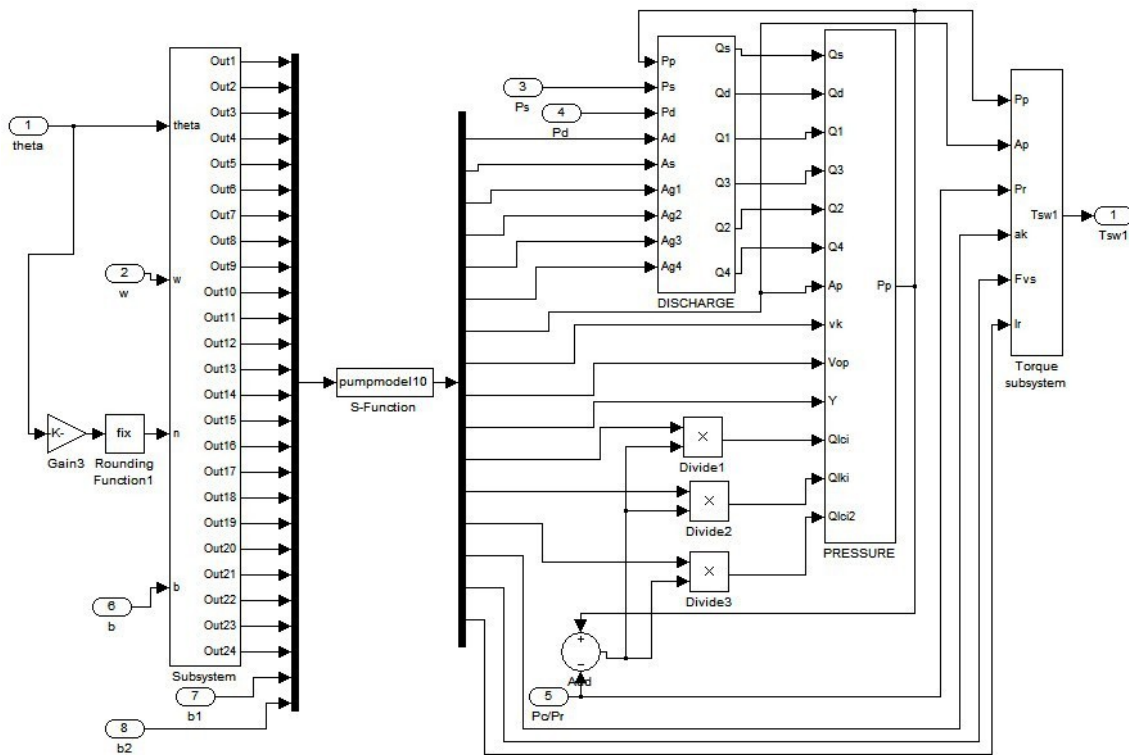 1
theta
2
w
K-
Gain3
fix
Rounding
Function1
6
b
7
b1
8
b2
theta
w
n
b
Out1
Out2
Out3
Out4
Out5
Out6
Out7
Out8
Out9
Out10
Out11
Out12
Out13
Out14
Out15
Out16
Out17
Out18
Out19
Out20
Out21
Out22
Out23
Out24
Subsystem
pumpmodel10
S-Function
3
Ps
4
Pd
Pp
Ps
Pd
Ad
As
Ag1
Ag2
Ag3
Ag4
Qs
Qd
Q1
Q3
Q2
Q4
DISCHARGE
Qs
Qd
Q1
Q3
Q2
Q4
Ap
vk
Vop
Y
Qlci
Qlki
Qlci2
Pp
PRESSURE
×
Divide1
×
Divide2
×
Divide3
+
−
Add
5
Pc/Pr
Pp
Ap
Pr
ak
Fvs
Ir
Tsw1
Torque
subsystem
1
Tsw1